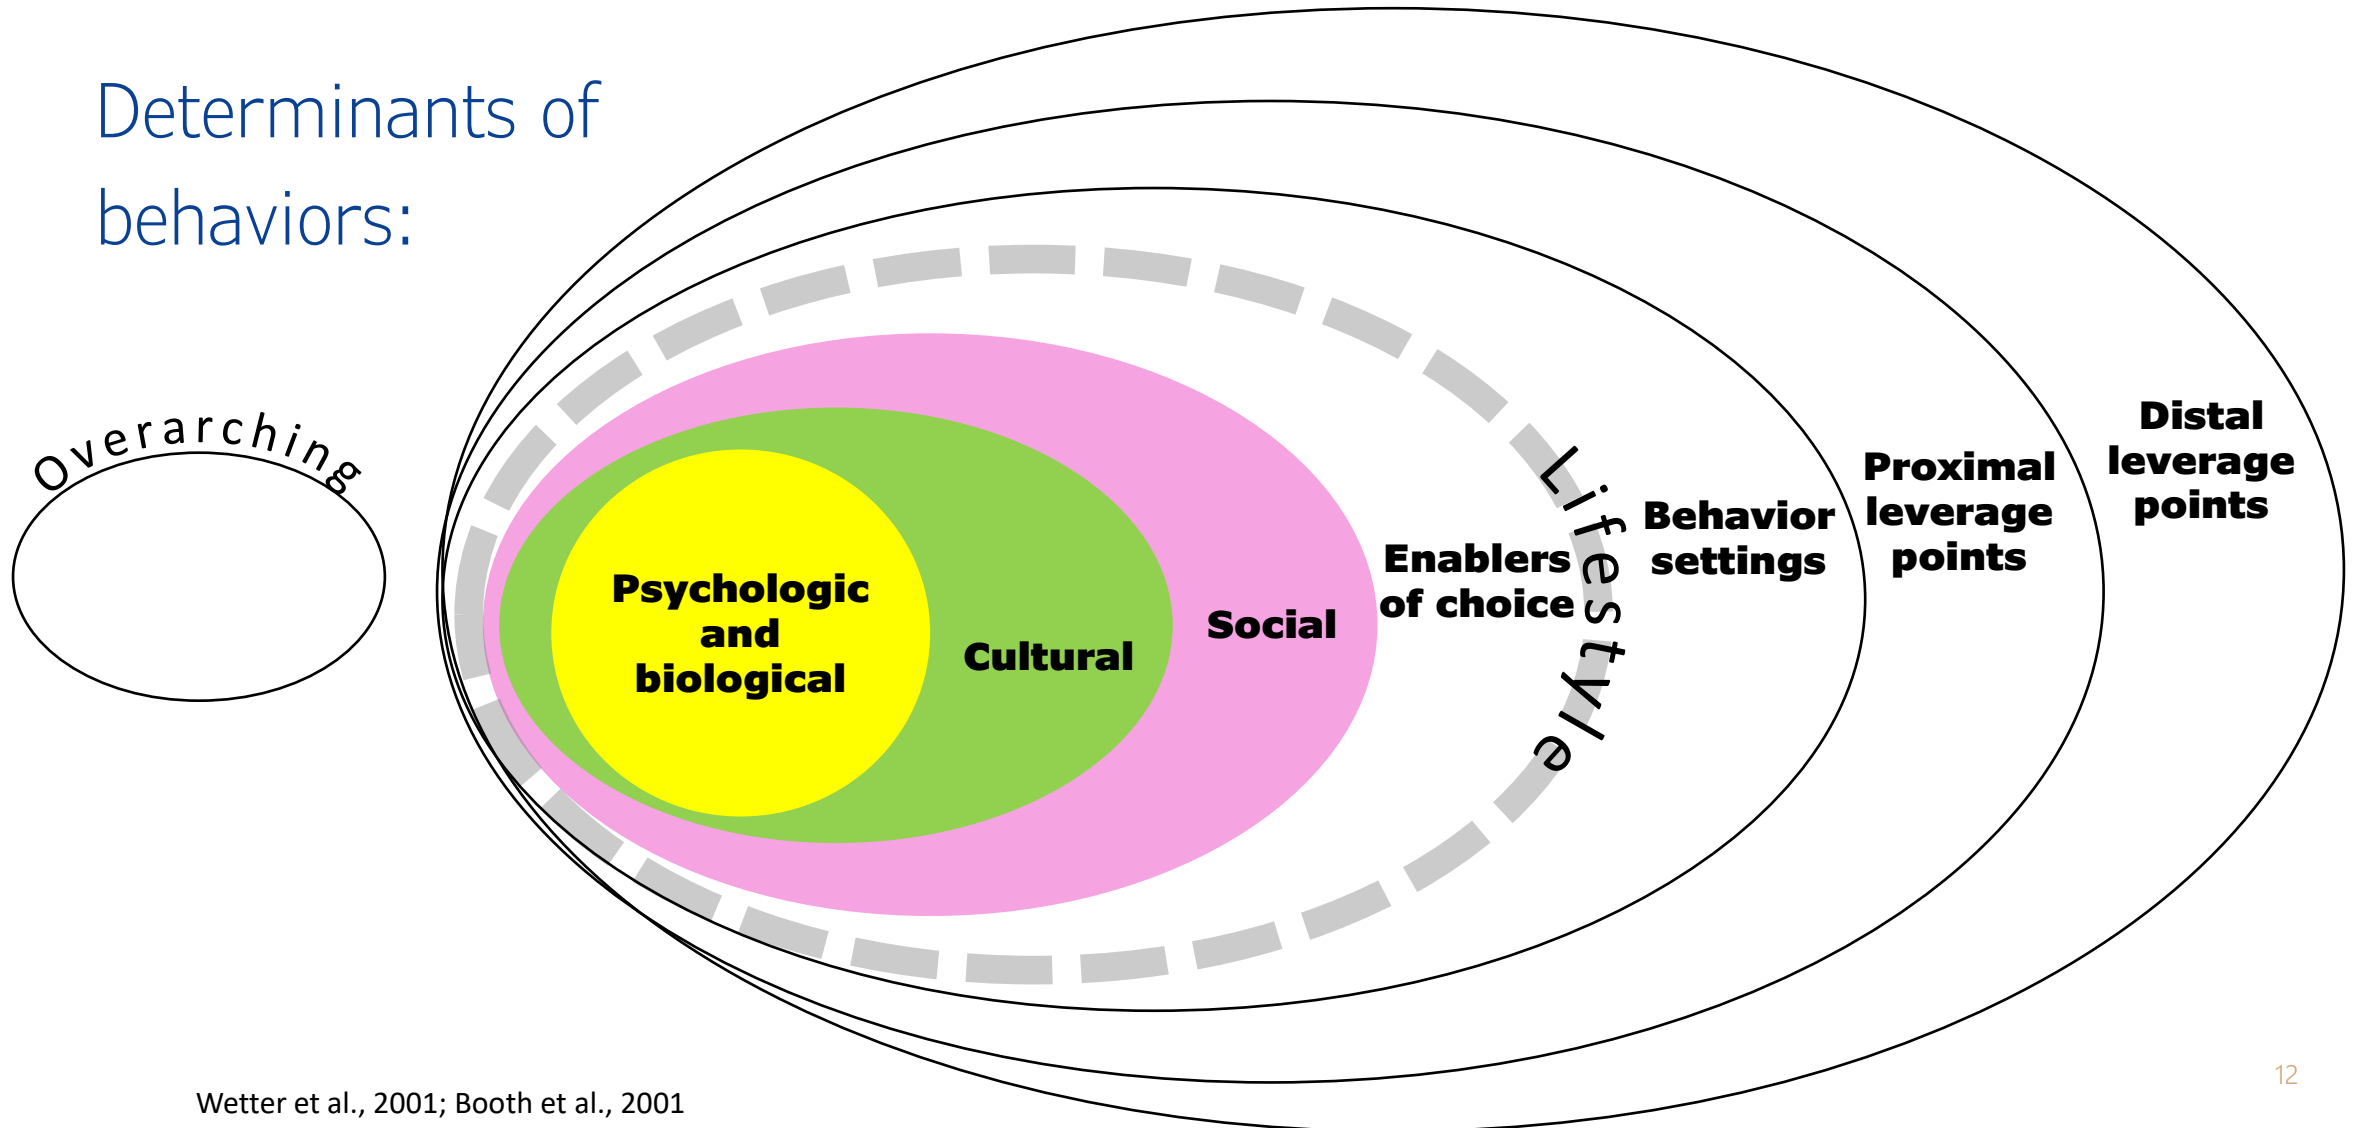 Determinants of
behaviors:
Overarching
Psychologic
and
biological
Cultural
Social
Enablers
of choice
Lifestyle
Behavior
settings
Proximal
leverage
points
Distal
leverage
points
Wetter et al., 2001; Booth et al., 2001
12